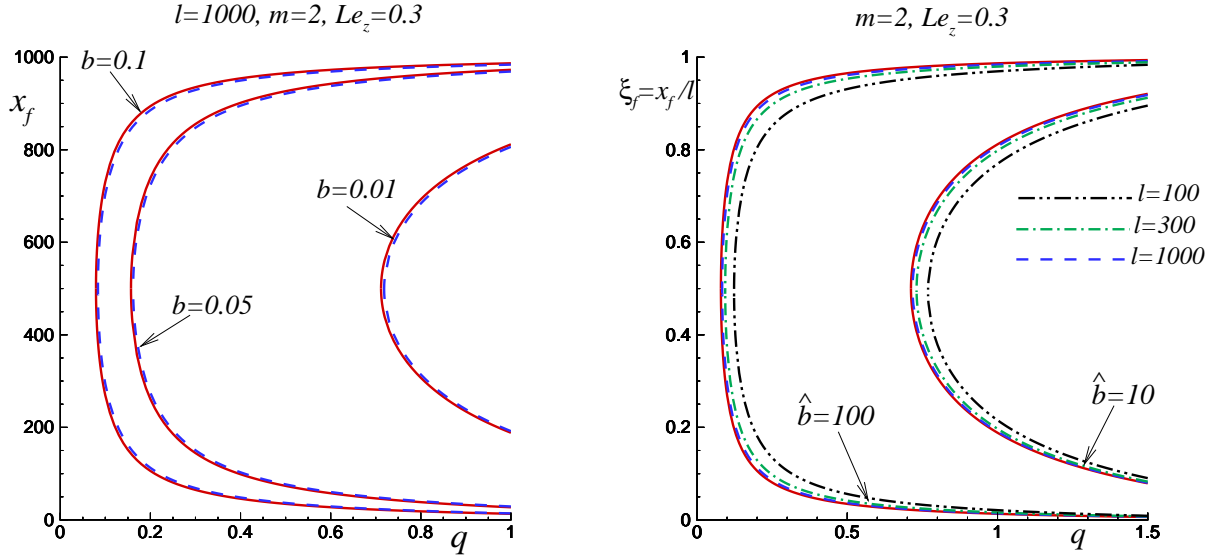 l=1000, m=2, Le_z=0.3
1000
x_f
b=0.1
800
b=0.01
600
400
b=0.05
200
0
0 0.2 0.4 0.6 0.8 1
q
m=2, Le_z=0.3
1
ξ_f=x_f/l
0.8
l=100
l=300
l=1000
0.6
0.4
b̂=100
b̂=10
0.2
0
0 0.5 1 1.5
q